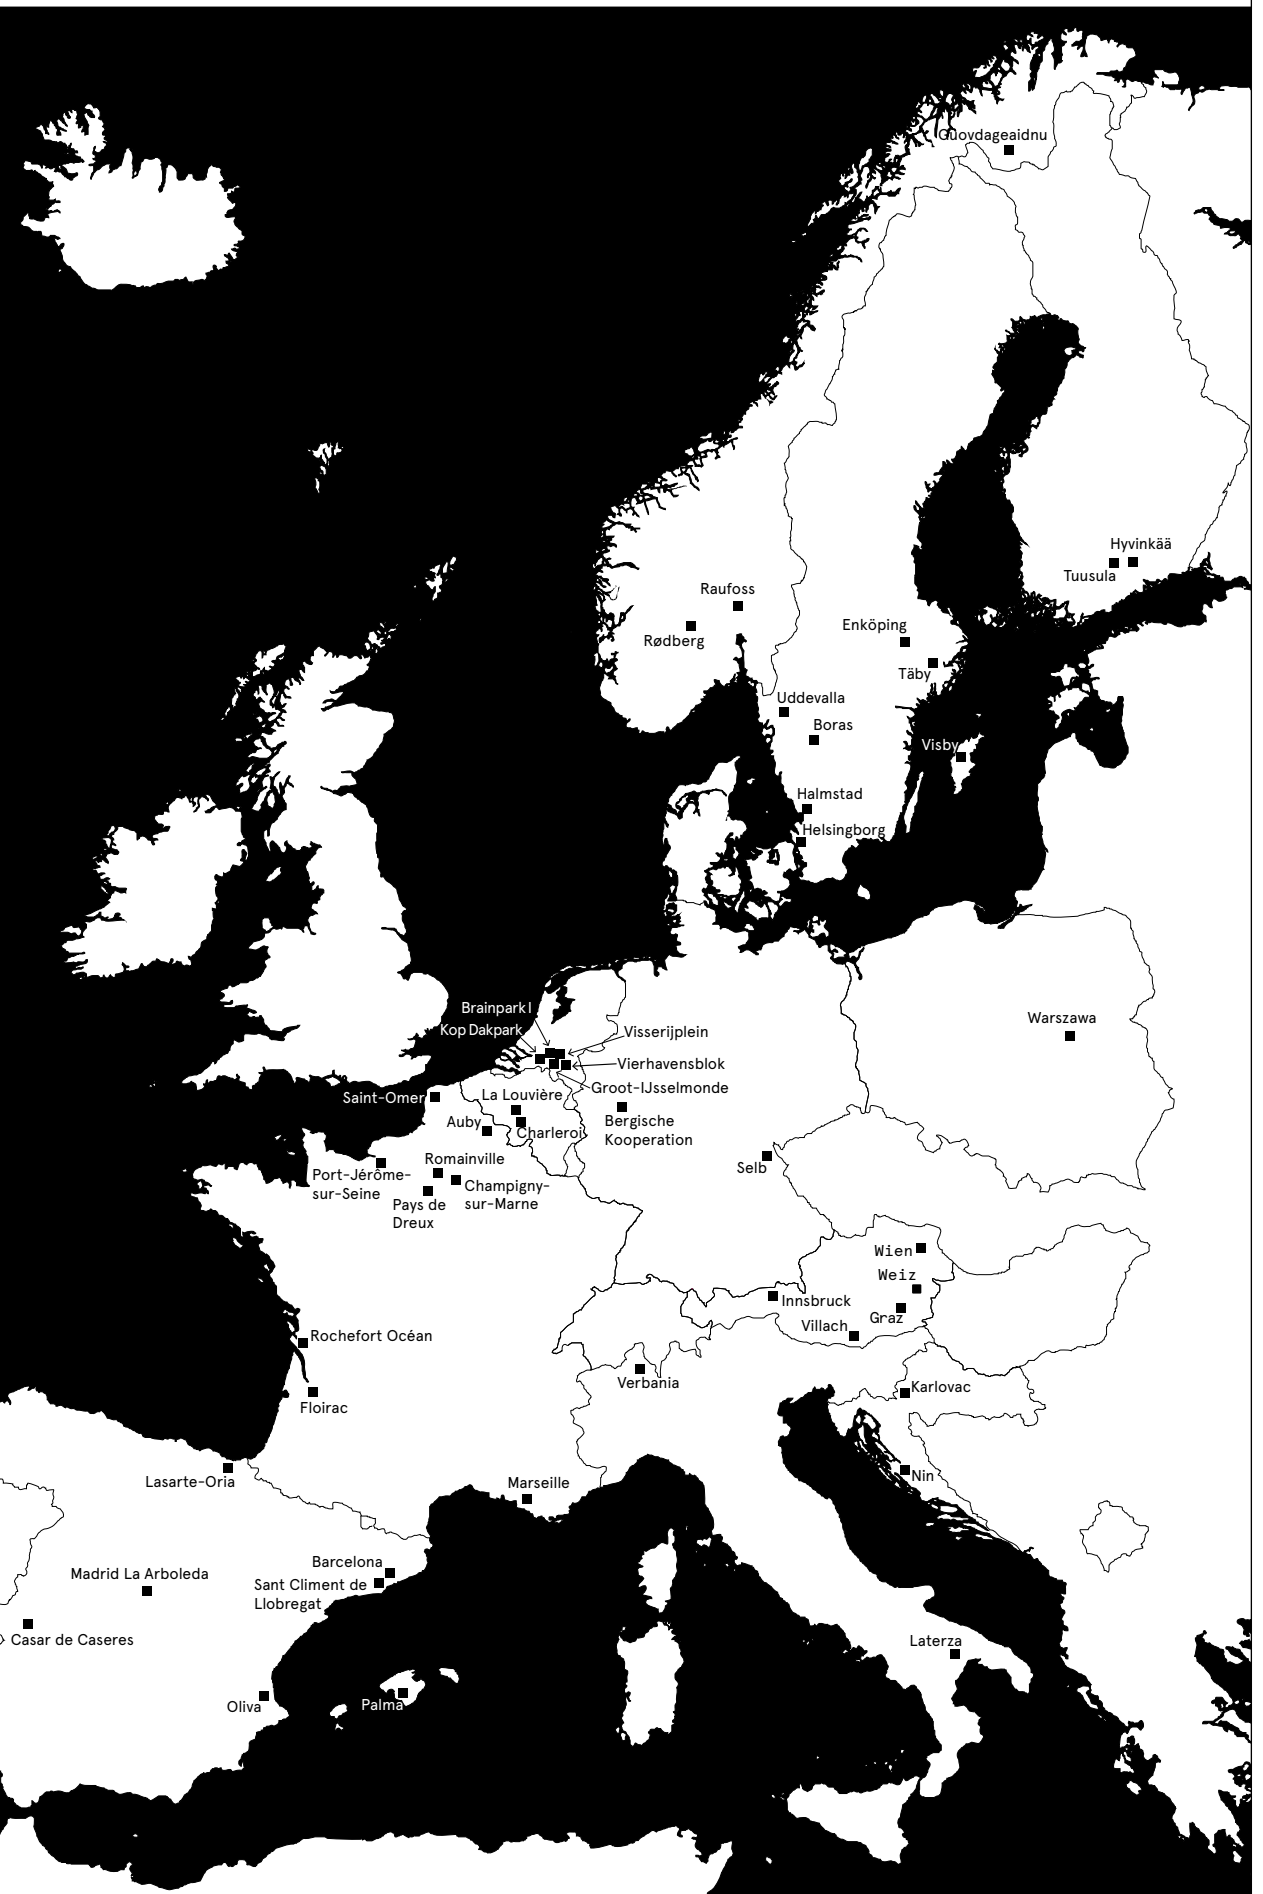 Guovdageaidnu
Hyvinkää
Tuusula
Raufoss
Rødberg
Enköping
Täby
Uddevalla
Boras
Visby
Halmstad
Helsingborg
Brainpark I
Kop Dakpark
Visserijplein
Vierhavensblok
Groot-IJsselmonde
Warszawa
Saint-Omer
La Louvière
Auby
Charleroi
Bergische
Kooperation
Selb
Romainville
Port-Jérôme-
sur-Seine
Champigny-
sur-Marne
Pays de
Dreux
Wien
Weiz
Innsbruck
Graz
Villach
Rochefort Océan
Verbania
Karlovac
Floirac
Lasarte-Oria
Nin
Marseille
Barcelona
Madrid La Arboleda
Sant Climent de
Llobregat
Casar de Caseres
Laterza
Oliva
Palma